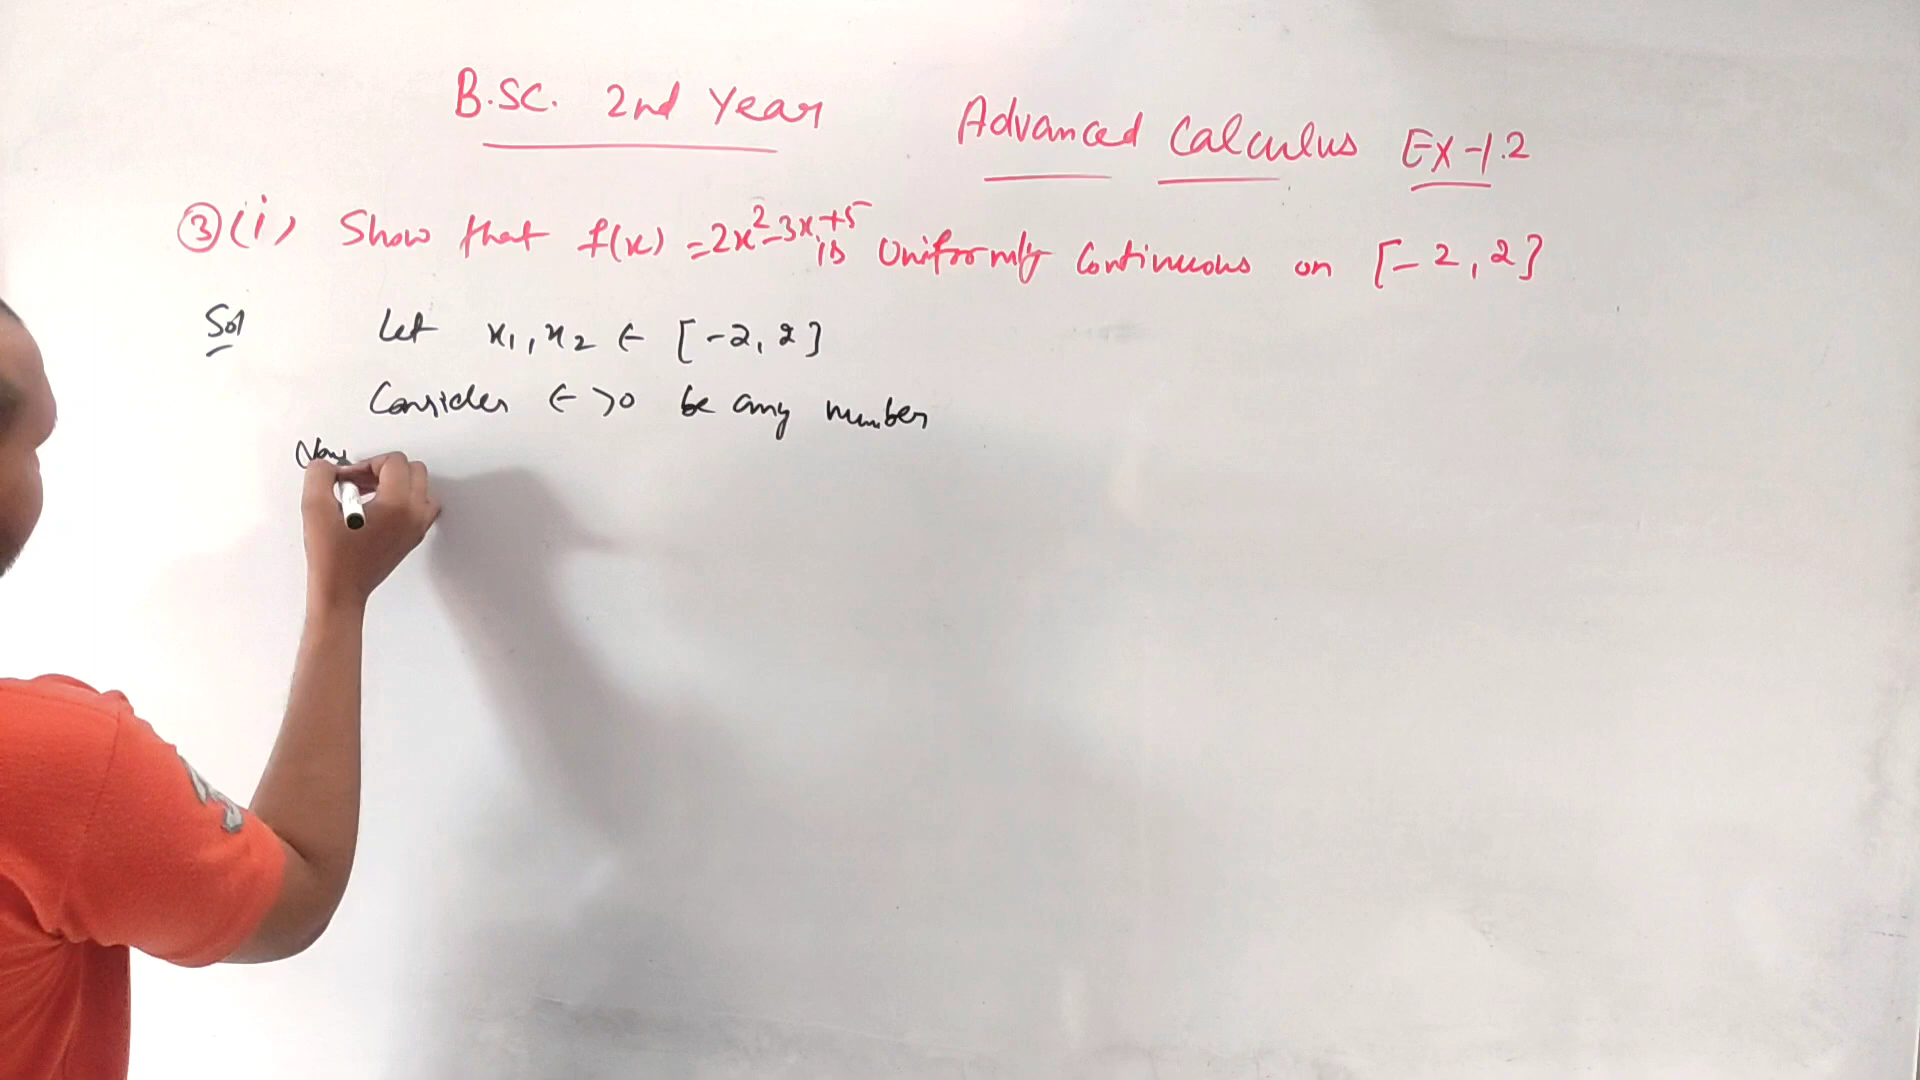 B.SC. 2nd Year Advanced Calculus EX-1.2
③(i) Show that f(x) = 2x²-3x+5 is Uniformly Continuous on [-2,2]
Sol Let x₁,x₂ ∈ [-2,2]
Consider ∈ >0 be any number
Now